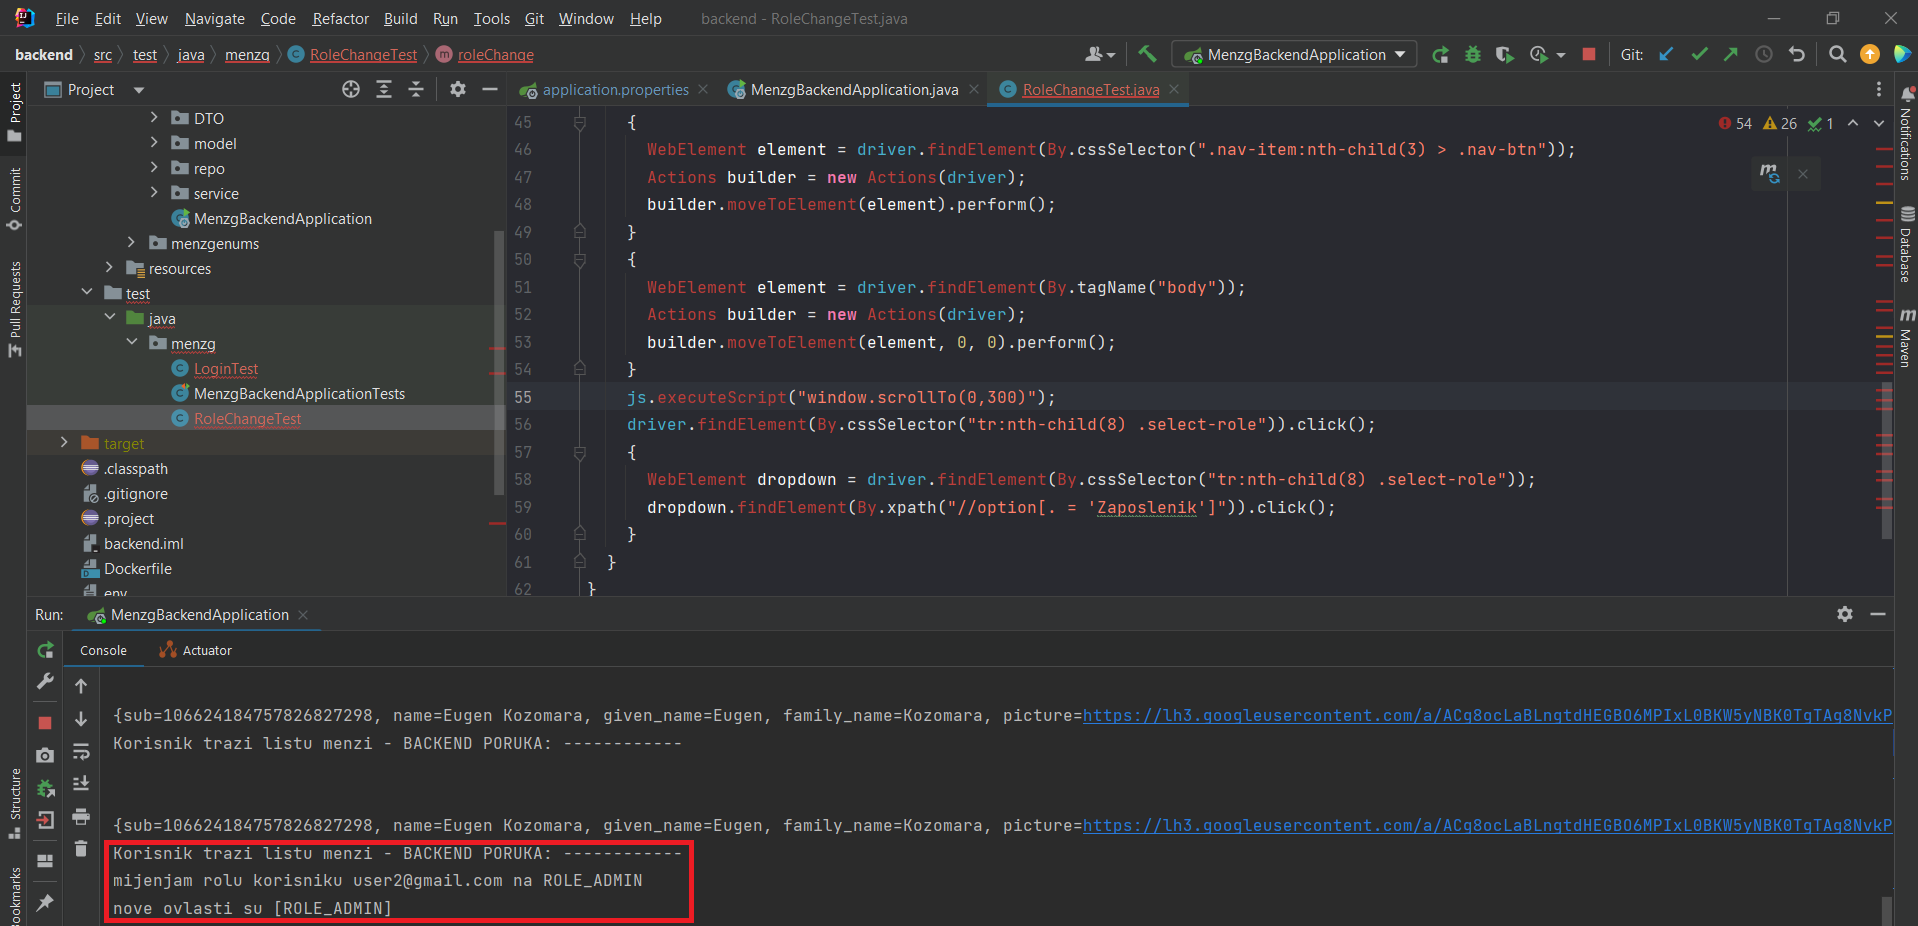 File Edit View Navigate Code Refactor Build Run Tools Git Window Help backend - RoleChangeTest.java
backend src test java menzg RoleChangeTest roleChange MenzgBackendApplication Git:
Project application.properties MenzgBackendApplication.java RoleChangeTest.java
Project
Commit
Pull Requests
Structure
Bookmarks
Notifications
Database
Maven
DTO
model
repo
service
MenzgBackendApplication
menzgenums
resources
test
java
menzg
LoginTest
MenzgBackendApplicationTests
RoleChangeTest
target
.classpath
.gitignore
.project
backend.iml
Dockerfile
env
54 26 1
45 {
46 WebElement element = driver.findElement(By.cssSelector(".nav-item:nth-child(3) > .nav-btn"));
47 Actions builder = new Actions(driver);
48 builder.moveToElement(element).perform();
49 }
50 {
51 WebElement element = driver.findElement(By.tagName("body"));
52 Actions builder = new Actions(driver);
53 builder.moveToElement(element, 0, 0).perform();
54 }
55 js.executeScript("window.scrollTo(0,300)");
56 driver.findElement(By.cssSelector("tr:nth-child(8) .select-role")).click();
57 {
58 WebElement dropdown = driver.findElement(By.cssSelector("tr:nth-child(8) .select-role"));
59 dropdown.findElement(By.xpath("//option[. = 'Zaposlenik']")).click();
60 }
61 }
62 }
Run: MenzgBackendApplication
Console Actuator
{sub=106624184757826827298, name=Eugen Kozomara, given_name=Eugen, family_name=Kozomara, picture=https://lh3.googleusercontent.com/a/ACg8ocLaBLnqtdHEGBO6MPIxL0BKW5yNBK0TqTAg8NvkP
Korisnik trazi listu menzi - BACKEND PORUKA: ------------
{sub=106624184757826827298, name=Eugen Kozomara, given_name=Eugen, family_name=Kozomara, picture=https://lh3.googleusercontent.com/a/ACg8ocLaBLnqtdHEGBO6MPIxL0BKW5yNBK0TqTAg8NvkP
Korisnik trazi listu menzi - BACKEND PORUKA: ------------
mijenjam rolu korisniku user2@gmail.com na ROLE_ADMIN
nove ovlasti su [ROLE_ADMIN]